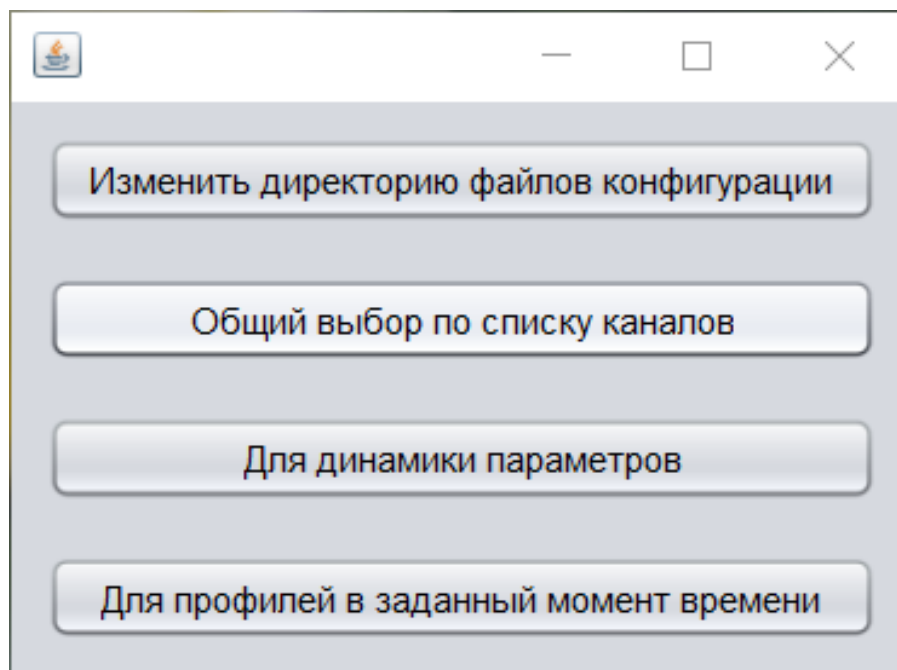 Изменить директорию файлов конфигурации
Общий выбор по списку каналов
Для динамики параметров
Для профилей в заданный момент времени